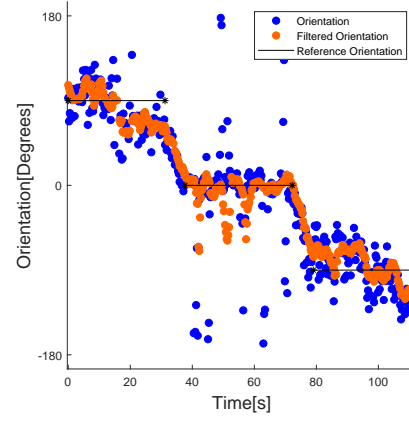 180
Orientation
Filtered Orientation
Reference Orientation
Orientation[Degrees]
0
-180
0 20 40 60 80 100
Time[s]